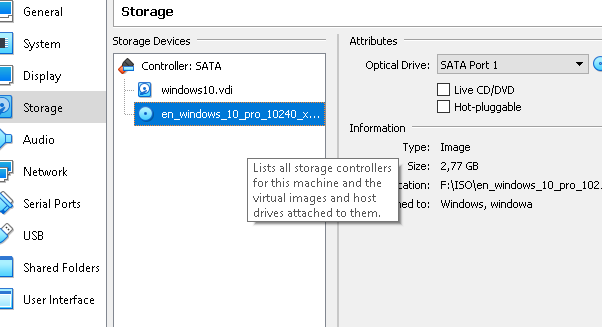 General
System
Display
Storage
Audio
Network
Serial Ports
USB
Shared Folders
User Interface
Storage
Storage Devices
Controller: SATA
windows10.vdi
en_windows_10_pro_10240_x...
Lists all storage controllers
for this machine and the
virtual images and host
drives attached to them.
Attributes
Optical Drive: SATA Port 1
Live CD/DVD
Hot-pluggable
Information
Type: Image
Size: 2,77 GB
cation: F:\ISO\en_windows_10_pro_102
ed to: Windows, windowa